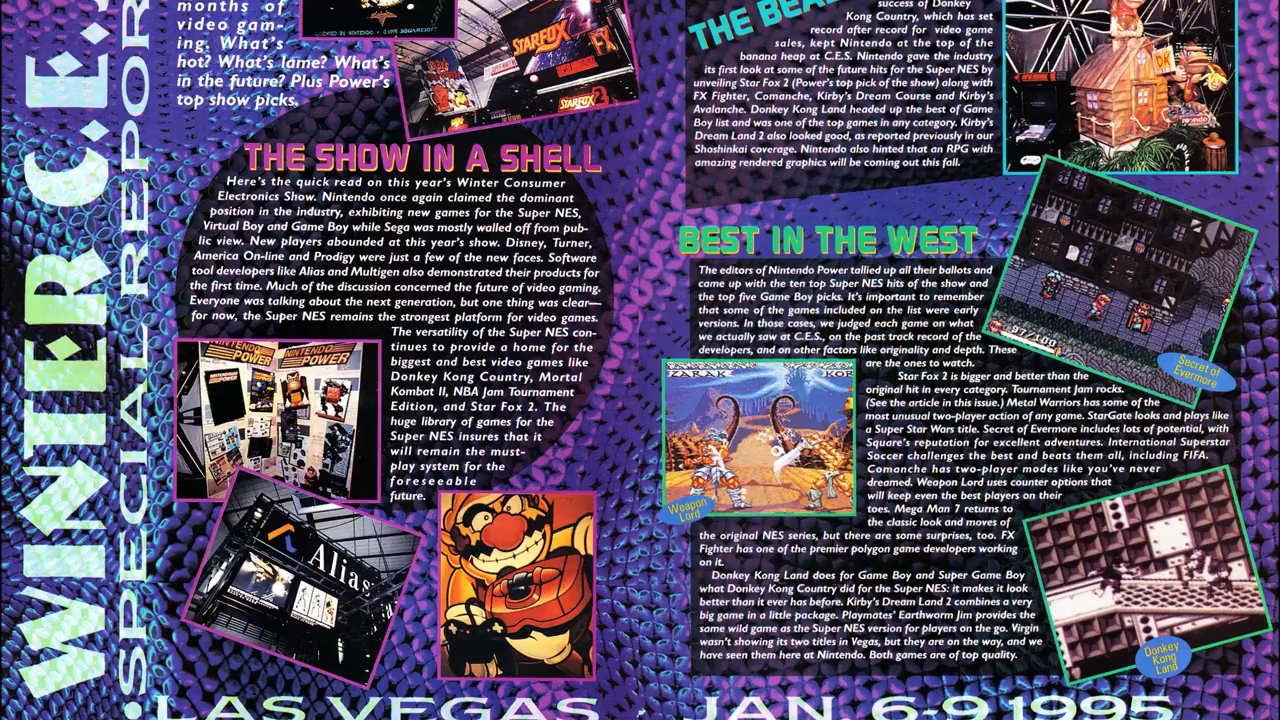 WINTER CES
SPECIAL REPORT
months of
video gam-
ing. What's
hot? What's lame? What's
in the future? Plus Power's
top show picks.
STARFOX
FX
STARFOX 2
THE SHOW IN A SHELL
Here's the quick read on this year's Winter Consumer
Electronics Show. Nintendo once again claimed the dominant
position in the industry, exhibiting new games for the Super NES,
Virtual Boy and Game Boy while Sega was mostly walled off from pub-
lic view. New players abounded at this year's show. Disney, Turner,
America On-line and Prodigy were just a few of the new faces. Software
tool developers like Alias and Multigen also demonstrated their products for
the first time. Much of the discussion concerned the future of video gaming.
Everyone was talking about the next generation, but one thing was clear—
for now, the Super NES remains the strongest platform for video games.
The versatility of the Super NES con-
tinues to provide a home for the
biggest and best video games like
Donkey Kong Country, Mortal
Kombat II, NBA Jam Tournament
Edition, and Star Fox 2. The
huge library of games for the
Super NES insures that it
will remain the must-
play system for the
foreseeable
future.
NINTENDO POWER
NINTENDO POWER
Alias
THE
success of Donkey
Kong Country, which has set
record after record for video game
sales, kept Nintendo at the top of the
banana heap at C.E.S. Nintendo gave the industry
its first look at some of the future hits for the Super NES by
unveiling Star Fox 2 (Power's top pick of the show) along with
FX Fighter, Comanche, Kirby's Dream Course and Kirby's
Avalanche. Donkey Kong Land headed up the best of Game
Boy list and was one of the top games in any category. Kirby's
Dream Land 2 also looked good, as reported previously in our
Shoshinkai coverage. Nintendo also hinted that an RPG with
amazing rendered graphics will be coming out this fall.
DK
BEST IN THE WEST
The editors of Nintendo Power tallied up all their ballots and
came up with the ten top Super NES hits of the show and
the top five Game Boy picks. It's important to remember
that some of the games included on the list were early
versions. In those cases, we judged each game on what
we actually saw at C.E.S., on the past track record of the
developers, and on other factors like originality and depth. These
are the ones to watch.
Star Fox 2 is bigger and better than the
original hit in every category. Tournament Jam rocks.
(See the article in this issue.) Metal Warriors has some of the
most unusual two-player action of any game. StarGate looks and plays like
a Super Star Wars title. Secret of Evermore includes lots of potential, with
Square's reputation for excellent adventures. International Superstar
Soccer challenges the best and beats them all, including FIFA.
Comanche has two-player modes like you've never
dreamed. Weapon Lord uses counter options that
will keep even the best players on their
toes. Mega Man 7 returns to
the classic look and moves of
the original NES series, but there are some surprises, too. FX
Fighter has one of the premier polygon game developers working
on it.
Donkey Kong Land does for Game Boy and Super Game Boy
what Donkey Kong Country did for the Super NES: it makes it look
better than it ever has before. Kirby's Dream Land 2 combines a very
big game in a little package. Playmates' Earthworm Jim provides the
same wild game as the Super NES version for players on the go. Virgin
wasn't showing its two titles in Vegas, but they are on the way, and we
have seen them here at Nintendo. Both games are of top quality.
97/100
Secret of
Evermore
ZARAK
KOR
Weapon
Lord
Donkey
Kong
Land
LAS VEGAS · JAN. 6-9 1995